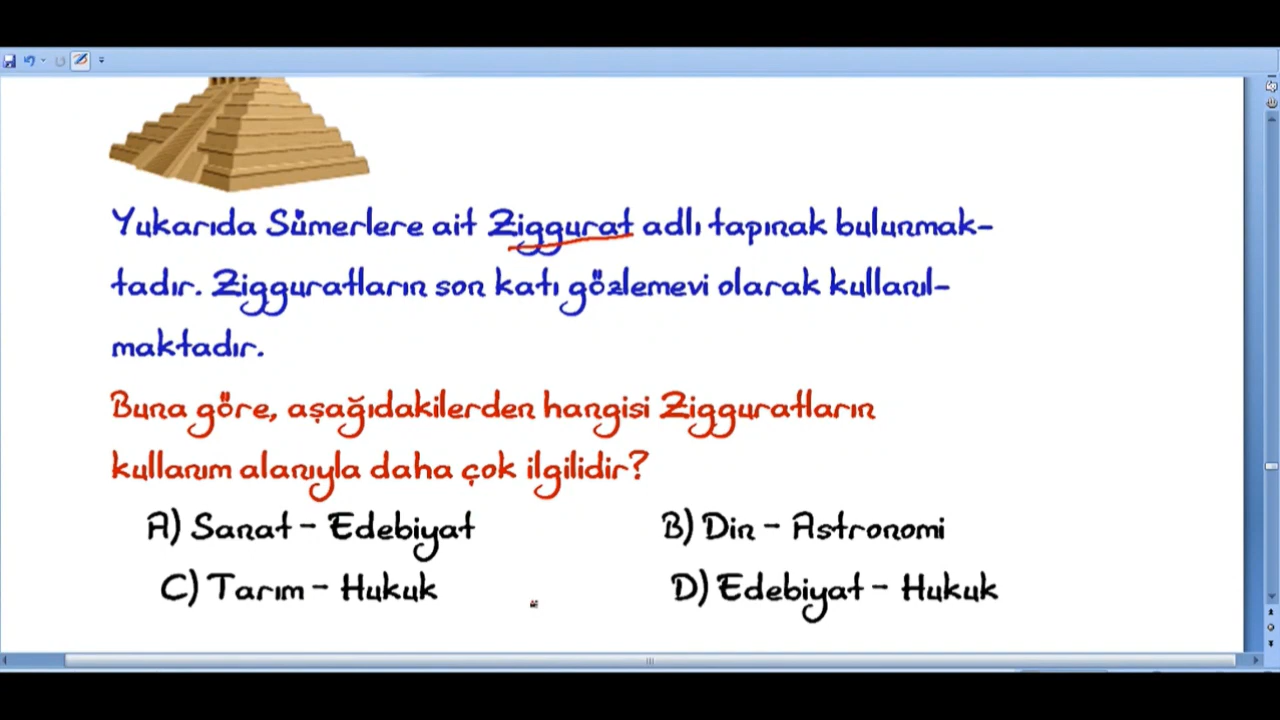 Yukarıda Sümerlere ait Ziggurat adlı tapınak bulunmak-
tadır. Zigguratların son katı gözlemevi olarak kullanıl-
maktadır.
Buna göre, aşağıdakilerden hangisi Zigguratların
kullanım alanıyla daha çok ilgilidir?
A) Sanat - Edebiyat B) Din - Astronomi
C) Tarım - Hukuk D) Edebiyat - Hukuk